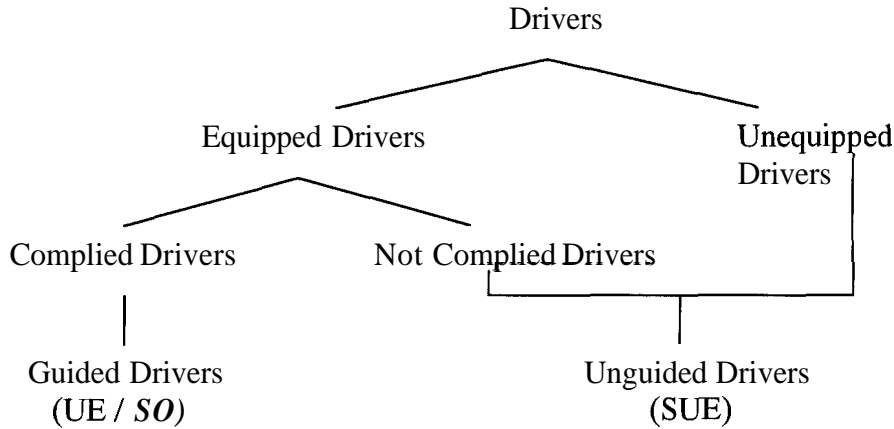 Drivers
Equipped Drivers
Unequipped
Drivers
Complied Drivers
Not Complied Drivers
Guided Drivers
(UE / SO)
Unguided Drivers
(SUE)